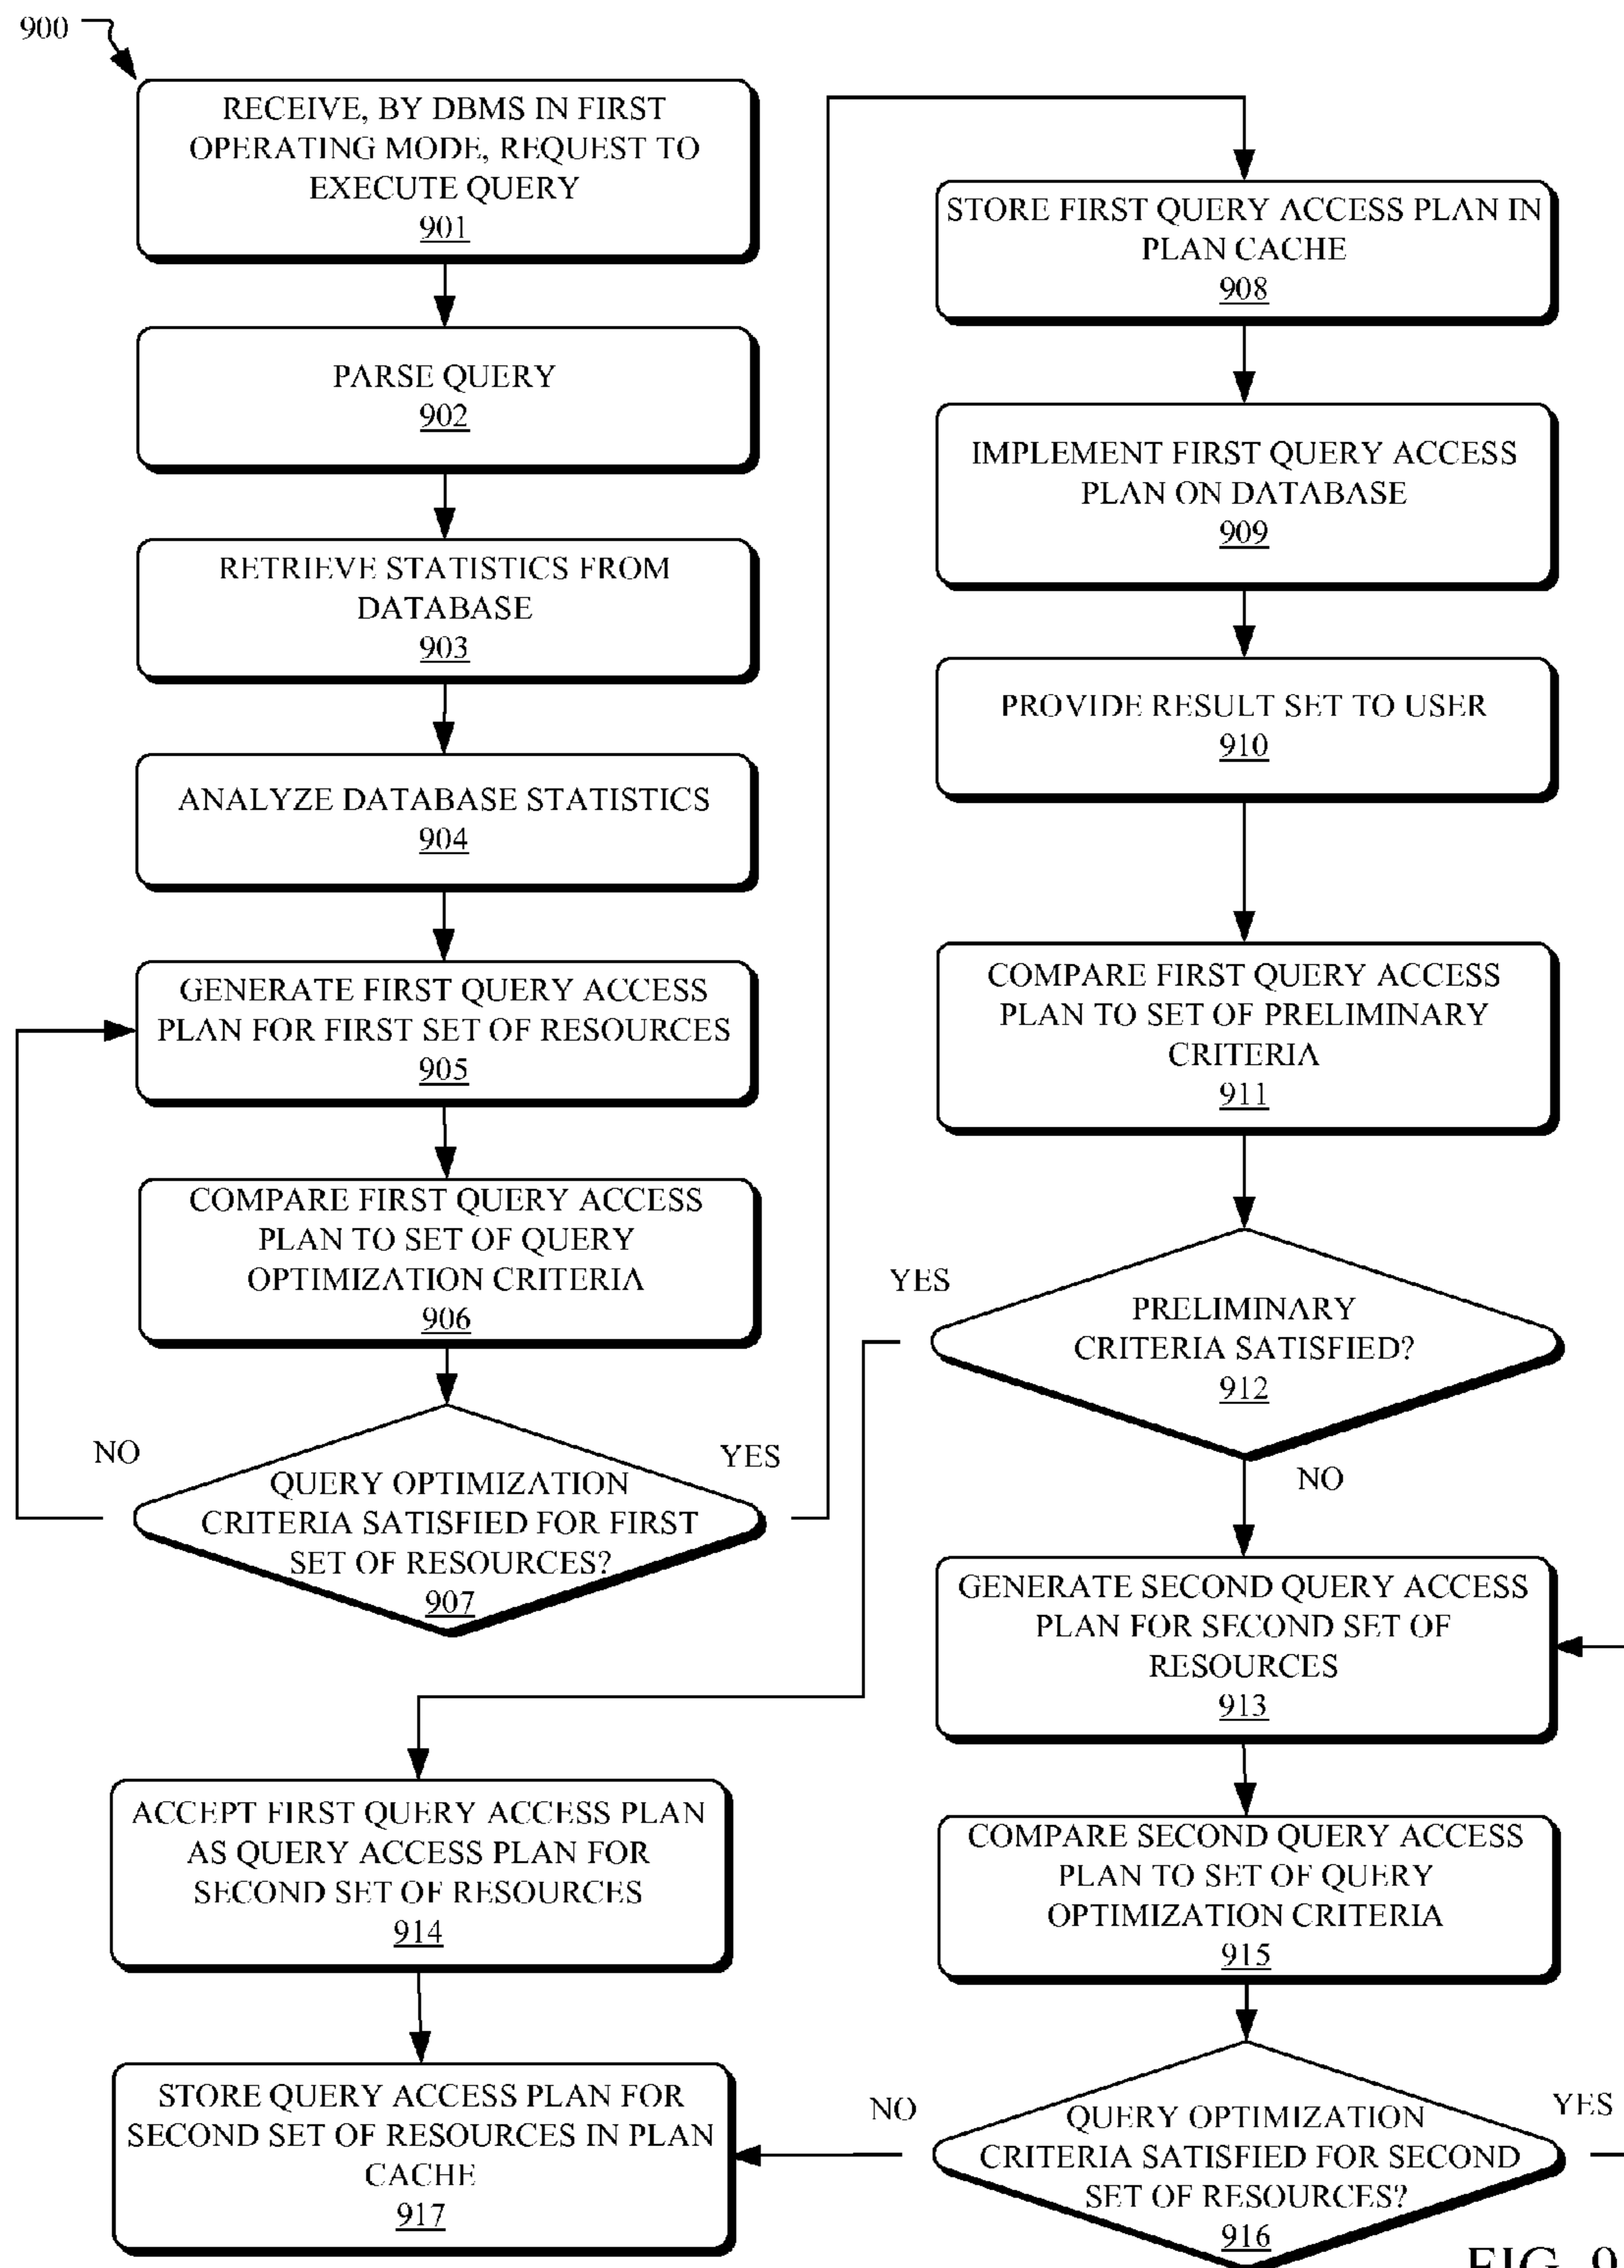 900
RECEIVE, BY DBMS IN FIRST
OPERATING MODE, REQUEST TO
EXECUTE QUERY
901
PARSE QUERY
902
RETRIEVE STATISTICS FROM
DATABASE
903
ANALYZE DATABASE STATISTICS
904
GENERATE FIRST QUERY ACCESS
PLAN FOR FIRST SET OF RESOURCES
905
COMPARE FIRST QUERY ACCESS
PLAN TO SET OF QUERY
OPTIMIZATION CRITERIA
906
NO
YES
QUERY OPTIMIZATION
CRITERIA SATISFIED FOR FIRST
SET OF RESOURCES?
907
STORE FIRST QUERY ACCESS PLAN IN
PLAN CACHE
908
IMPLEMENT FIRST QUERY ACCESS
PLAN ON DATABASE
909
PROVIDE RESULT SET TO USER
910
COMPARE FIRST QUERY ACCESS
PLAN TO SET OF PRELIMINARY
CRITERIA
911
YES
PRELIMINARY
CRITERIA SATISFIED?
912
NO
GENERATE SECOND QUERY ACCESS
PLAN FOR SECOND SET OF
RESOURCES
913
ACCEPT FIRST QUERY ACCESS PLAN
AS QUERY ACCESS PLAN FOR
SECOND SET OF RESOURCES
914
COMPARE SECOND QUERY ACCESS
PLAN TO SET OF QUERY
OPTIMIZATION CRITERIA
915
NO
YES
QUERY OPTIMIZATION
CRITERIA SATISFIED FOR SECOND
SET OF RESOURCES?
916
STORE QUERY ACCESS PLAN FOR
SECOND SET OF RESOURCES IN PLAN
CACHE
917
FIG. 9